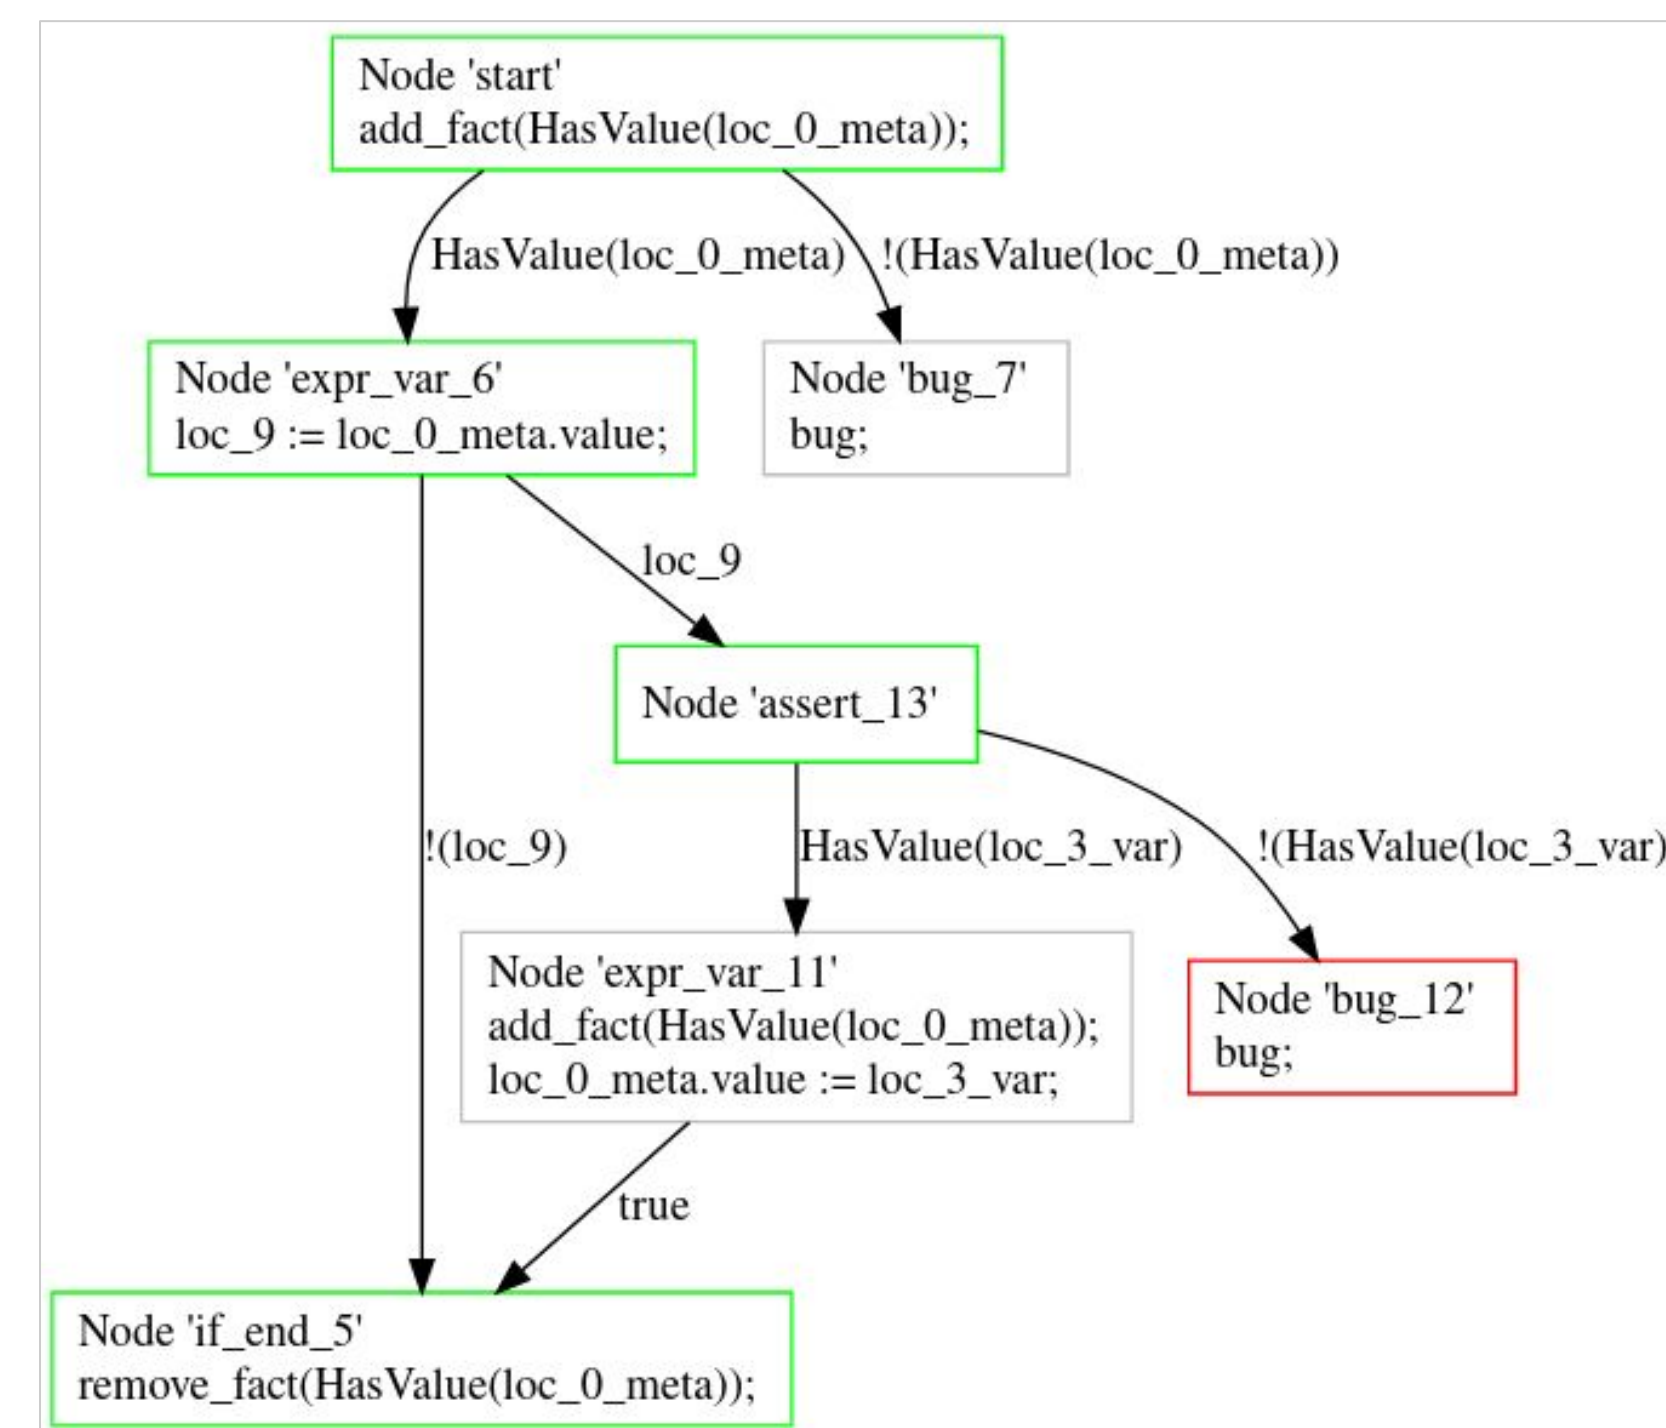 Node 'start'
add_fact(HasValue(loc_0_meta));
HasValue(loc_0_meta)
!(HasValue(loc_0_meta))
Node 'expr_var_6'
loc_9 := loc_0_meta.value;
Node 'bug_7'
bug;
loc_9
Node 'assert_13'
!(loc_9)
HasValue(loc_3_var)
!(HasValue(loc_3_var)
Node 'expr_var_11'
add_fact(HasValue(loc_0_meta));
loc_0_meta.value := loc_3_var;
Node 'bug_12'
bug;
true
Node 'if_end_5'
remove_fact(HasValue(loc_0_meta));